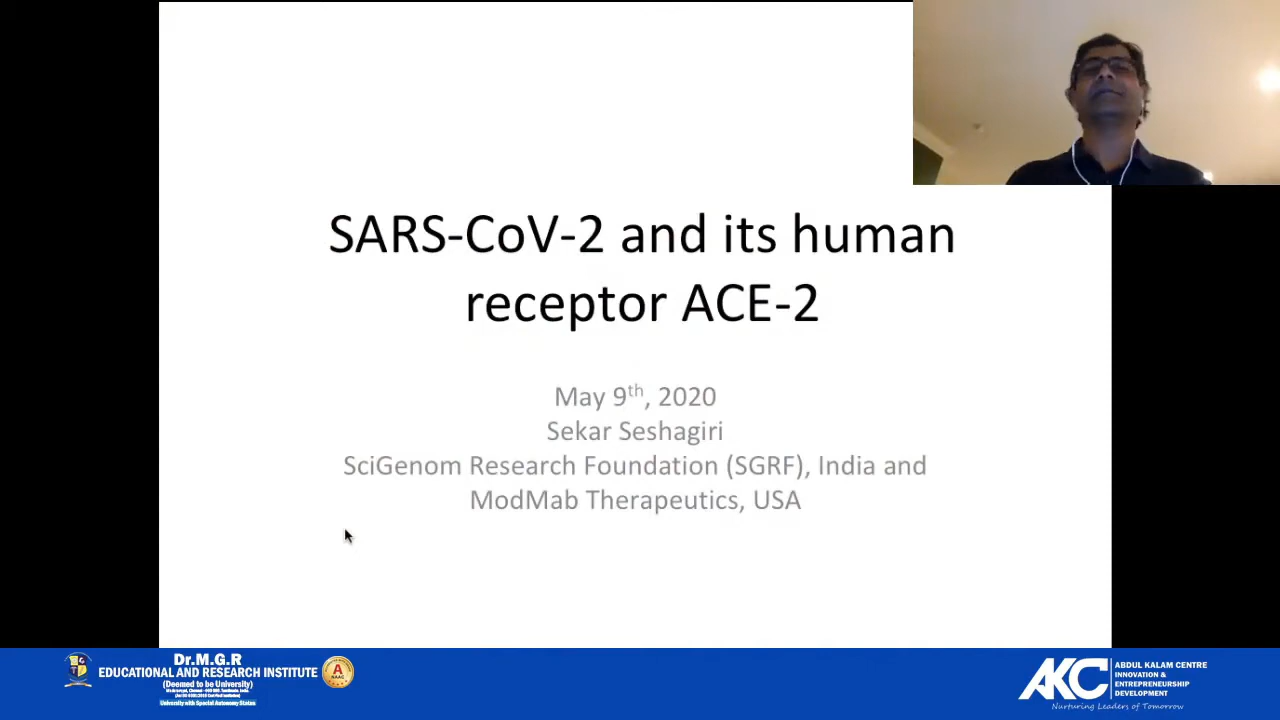 SARS-CoV-2 and its human
receptor ACE-2
May 9th, 2020
Sekar Seshagiri
SciGenom Research Foundation (SGRF), India and
ModMab Therapeutics, USA
Dr.M.G.R
EDUCATIONAL AND RESEARCH INSTITUTE
(Deemed to be University)
University with Special Autonomy Status
A
NAAC
AKC
ABDUL KALAM CENTRE
INNOVATION &
ENTREPRENEURSHIP
DEVELOPMENT
Nurturing Leaders of Tomorrow